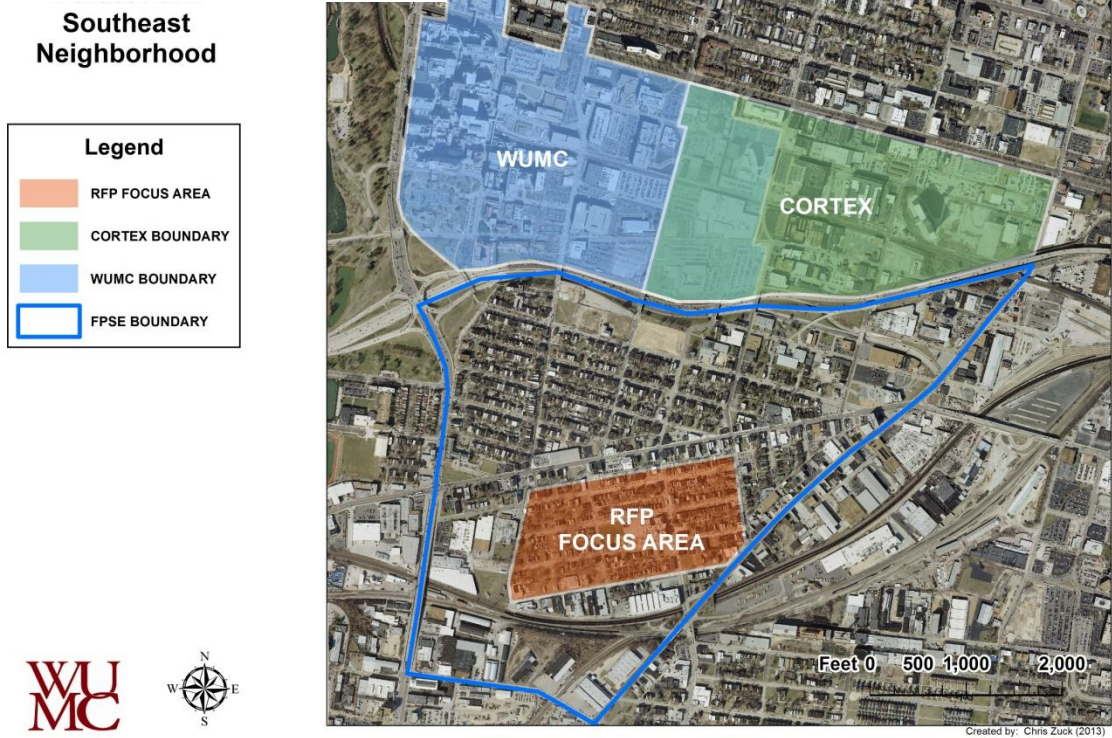 Southeast
Neighborhood
Legend
RFP FOCUS AREA
CORTEX BOUNDARY
WUMC BOUNDARY
FPSE BOUNDARY
WUMC
CORTEX
RFP
FOCUS AREA
Feet 0 500 1,000 2,000
WU
MC
N
W E
S
Created by: Chris Zuck (2013)